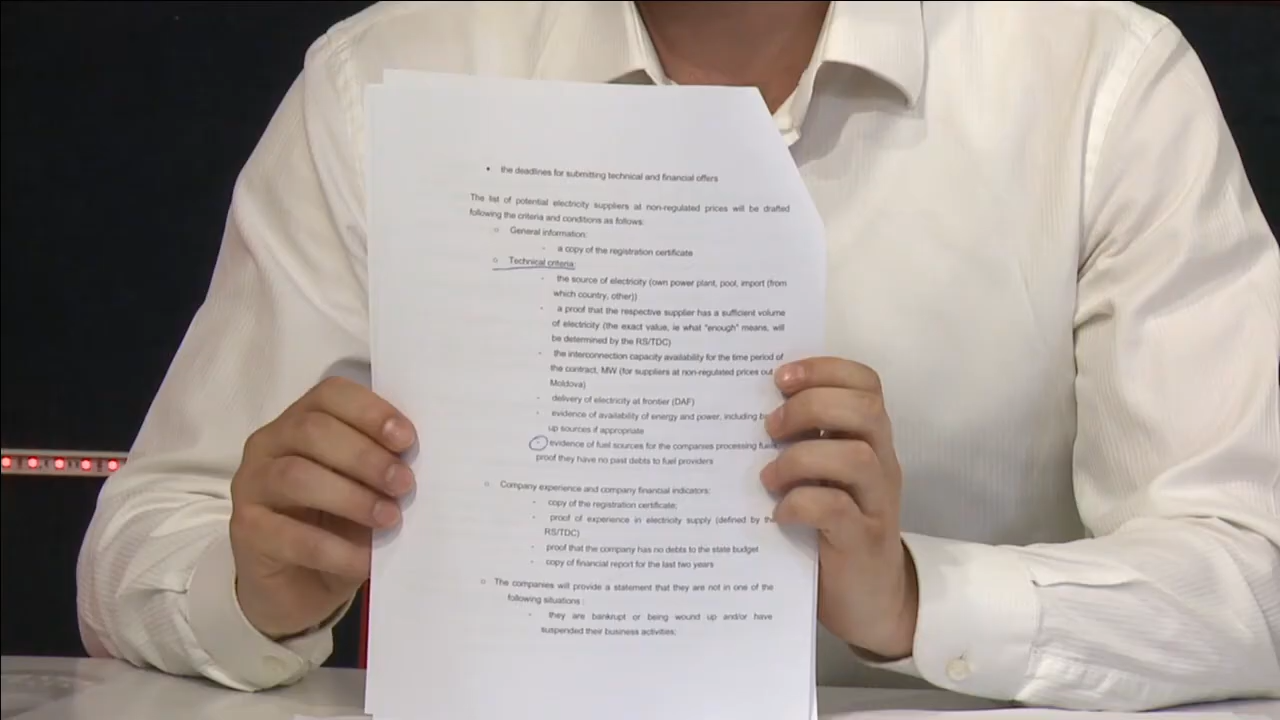 • the deadlines for submitting technical and financial offers
The list of potential electricity suppliers at non-regulated prices will be drafted
following the criteria and conditions as follows:
○ General information:
- a copy of the registration certificate
○ Technical criteria:
- the source of electricity (own power plant, pool, import (from
which country, other))
- a proof that the respective supplier has a sufficient volume
of electricity (the exact value, ie what "enough" means, will
be determined by the RS/TDC)
- the interconnection capacity availability for the time period of
the contract, MW (for suppliers at non-regulated prices out
Moldova)
- delivery of electricity at frontier (DAF)
- evidence of availability of energy and power, including
up sources if appropriate
- evidence of fuel sources for the companies processing
proof they have no past debts to fuel providers
○ Company experience and company financial indicators:
- copy of the registration certificate;
- proof of experience in electricity supply (defined by the
RS/TDC)
- proof that the company has no debts to the state budget
- copy of financial report for the last two years
○ The companies will provide a statement that they are not in one of the
following situations :
- they are bankrupt or being wound up and/or have
suspended their business activities;